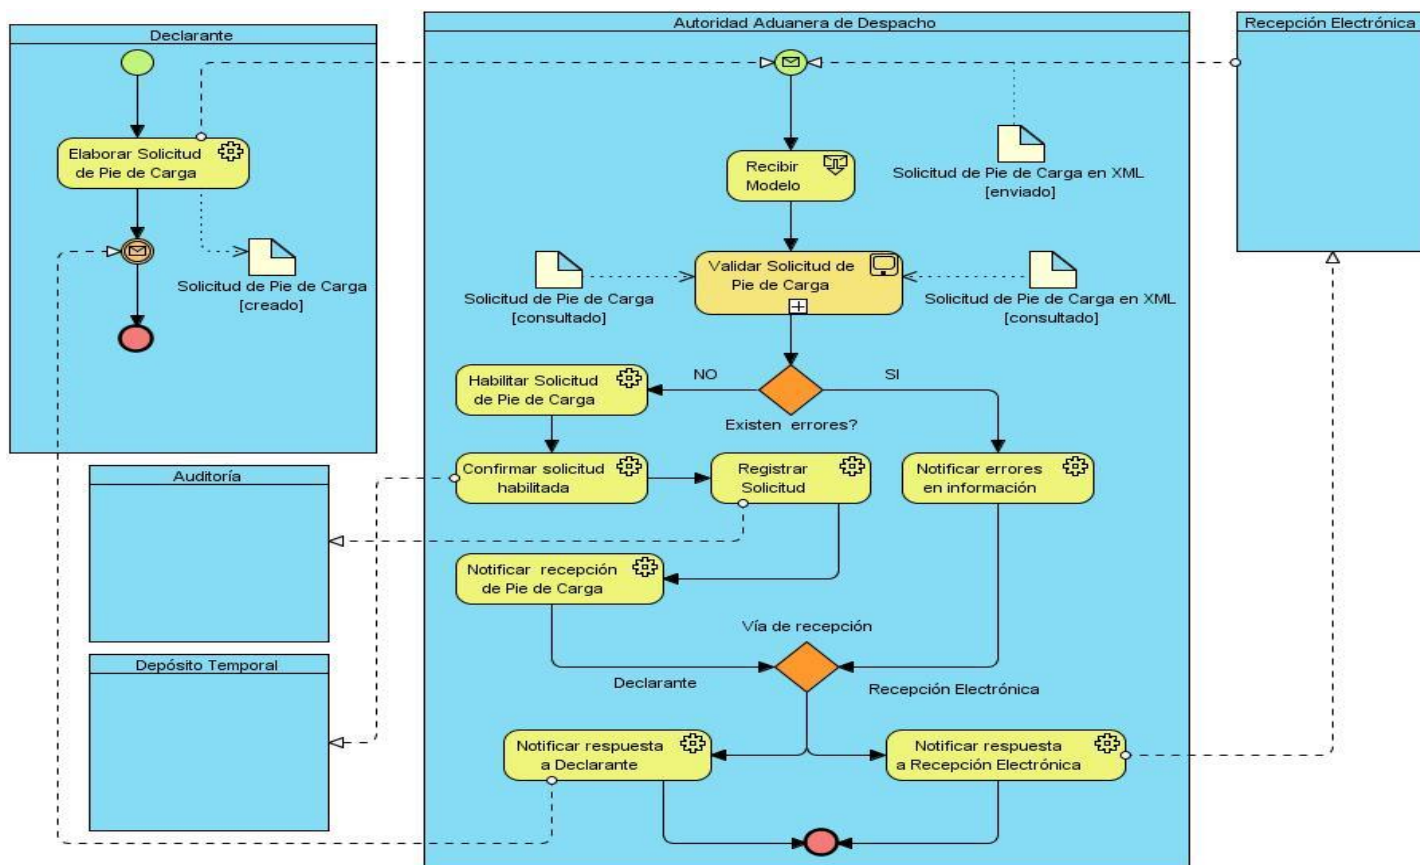 Declarante
Autoridad Aduanera de Despacho
Recepción Electrónica
Elaborar Solicitud
de Pie de Carga
Recibir
Modelo
Solicitud de Pie de Carga en XML
[enviado]
Solicitud de Pie de Carga
[creado]
Validar Solicitud de
Pie de Carga
Solicitud de Pie de Carga
[consultado]
Solicitud de Pie de Carga en XML
[consultado]
NO
SI
Habilitar Solicitud
de Pie de Carga
Existen errores?
Confirmar solicitud
habilitada
Registrar
Solicitud
Notificar errores
en información
Auditoría
Notificar recepción
de Pie de Carga
Vía de recepción
Depósito Temporal
Declarante
Recepción Electrónica
Notificar respuesta
a Declarante
Notificar respuesta
a Recepción Electrónica